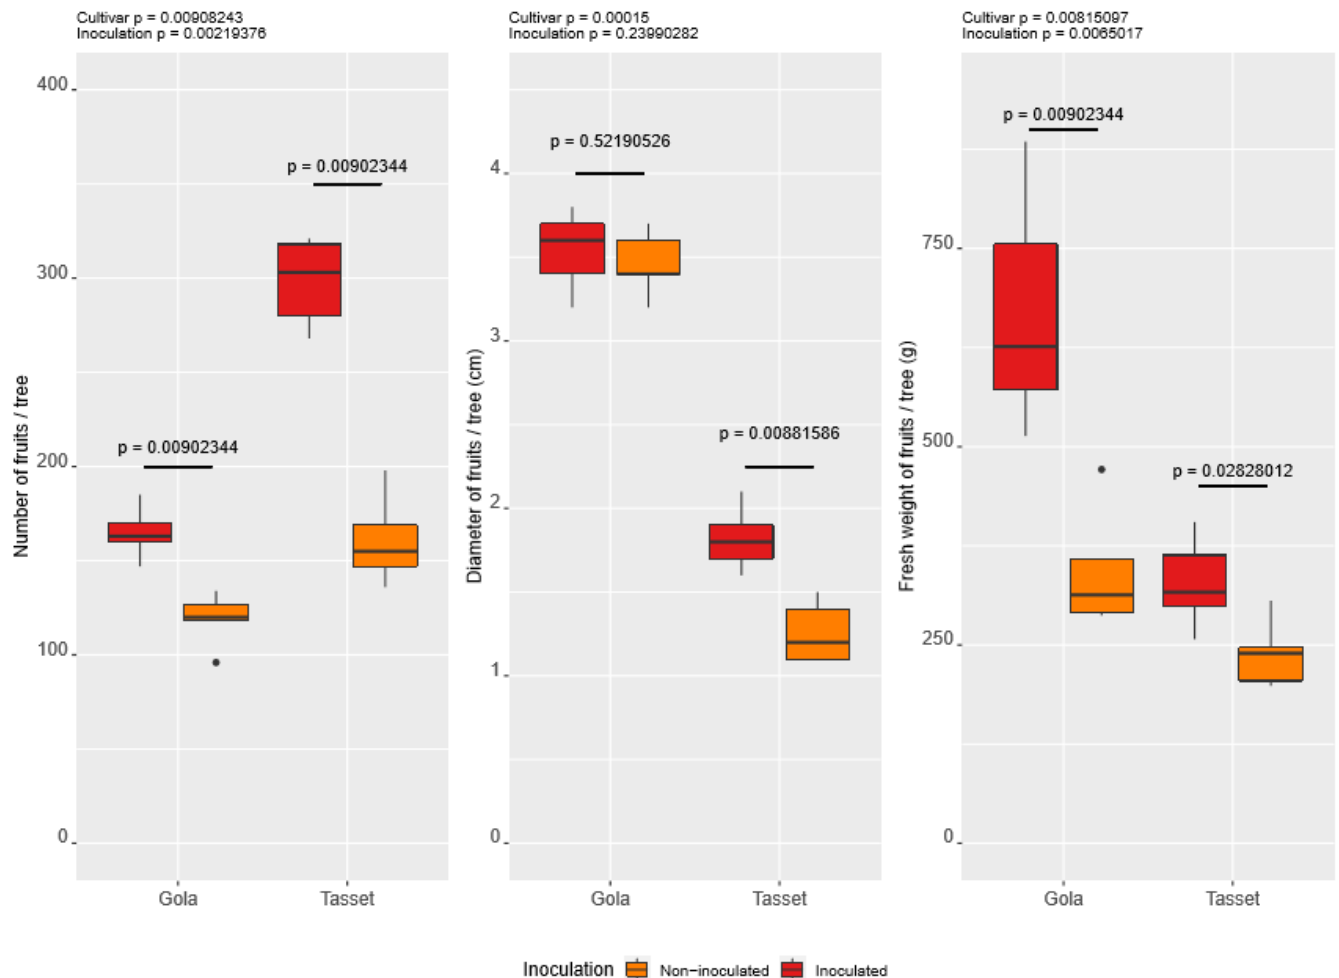 Cultivar p = 0.00908243
Inoculation p = 0.00219376
Number of fruits / tree
400
300
200
100
0
p = 0.00902344
p = 0.00902344
Gola
Tasset
Cultivar p = 0.00015
Inoculation p = 0.23990282
Diameter of fruits / tree (cm)
4
3
2
1
0
p = 0.52190526
p = 0.00881586
Gola
Tasset
Cultivar p = 0.00815097
Inoculation p = 0.0065017
Fresh weight of fruits / tree (g)
750
500
250
0
p = 0.00902344
p = 0.02828012
Gola
Tasset
Inoculation Non-inoculated Inoculated